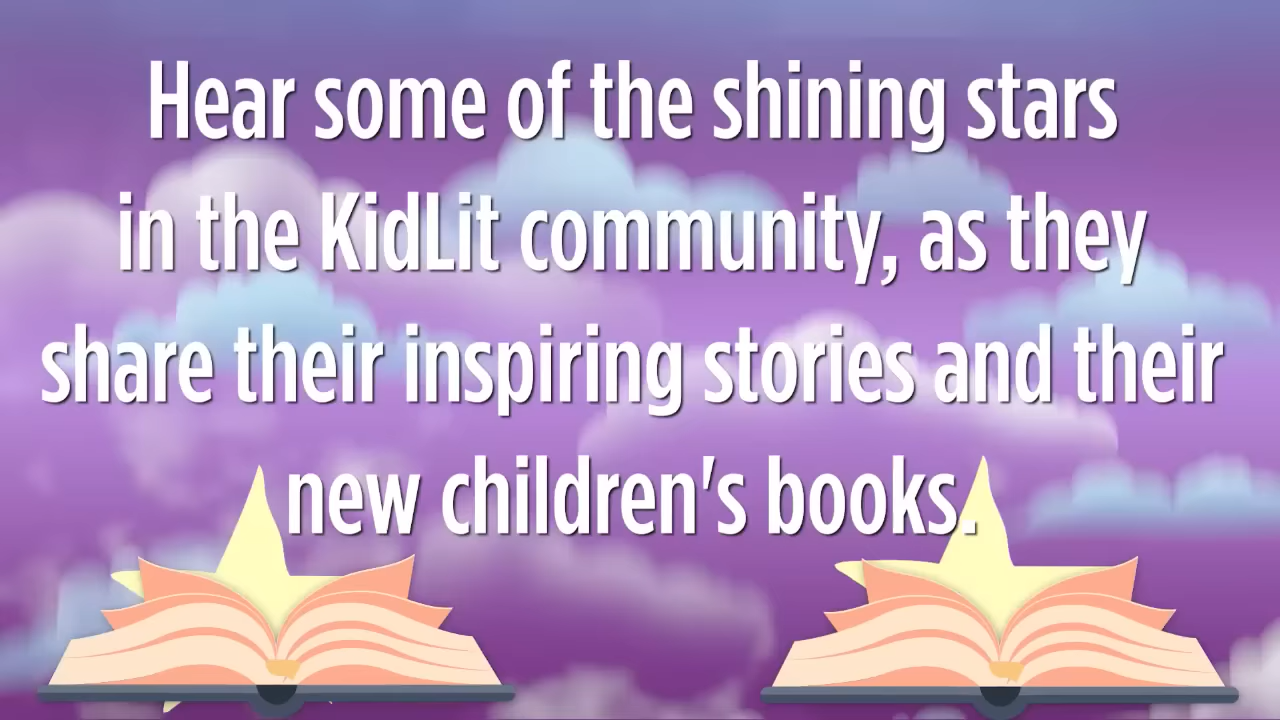 Hear some of the shining stars
in the KidLit community, as they
share their inspiring stories and their
new children's books.